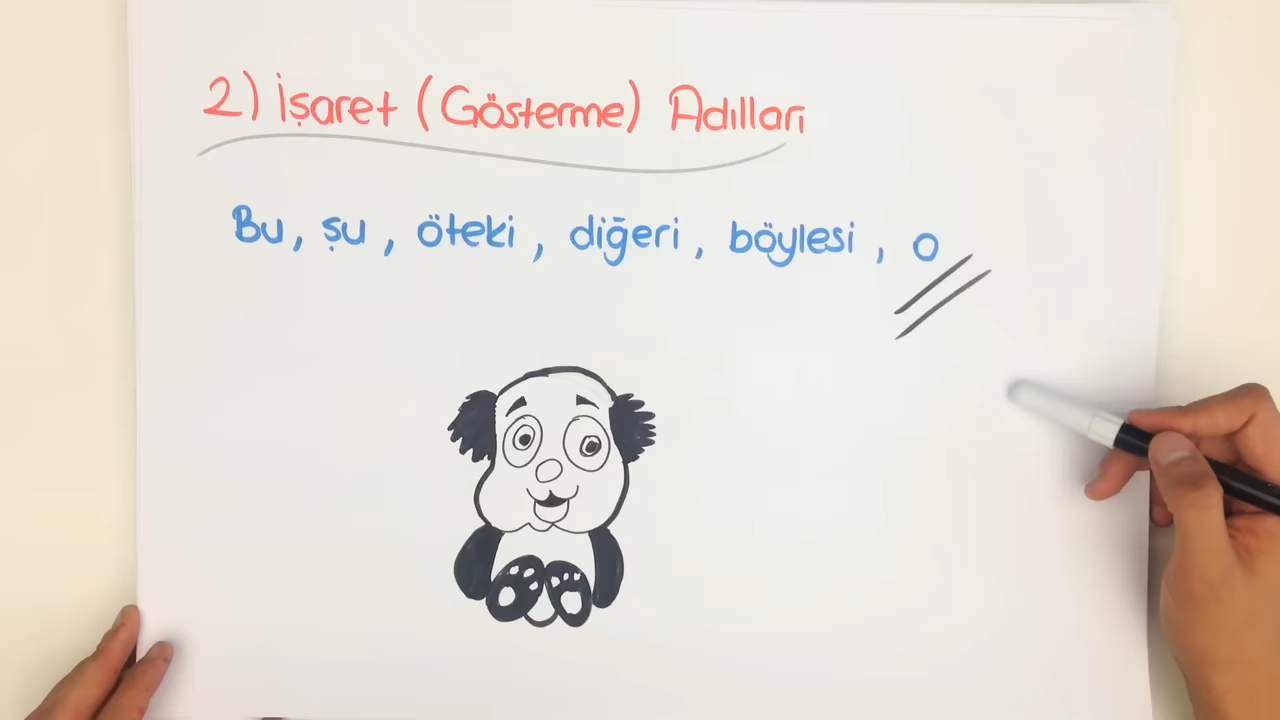 2) İşaret (Gösterme) Adılları
Bu, şu, öteki, diğeri, böylesi, o